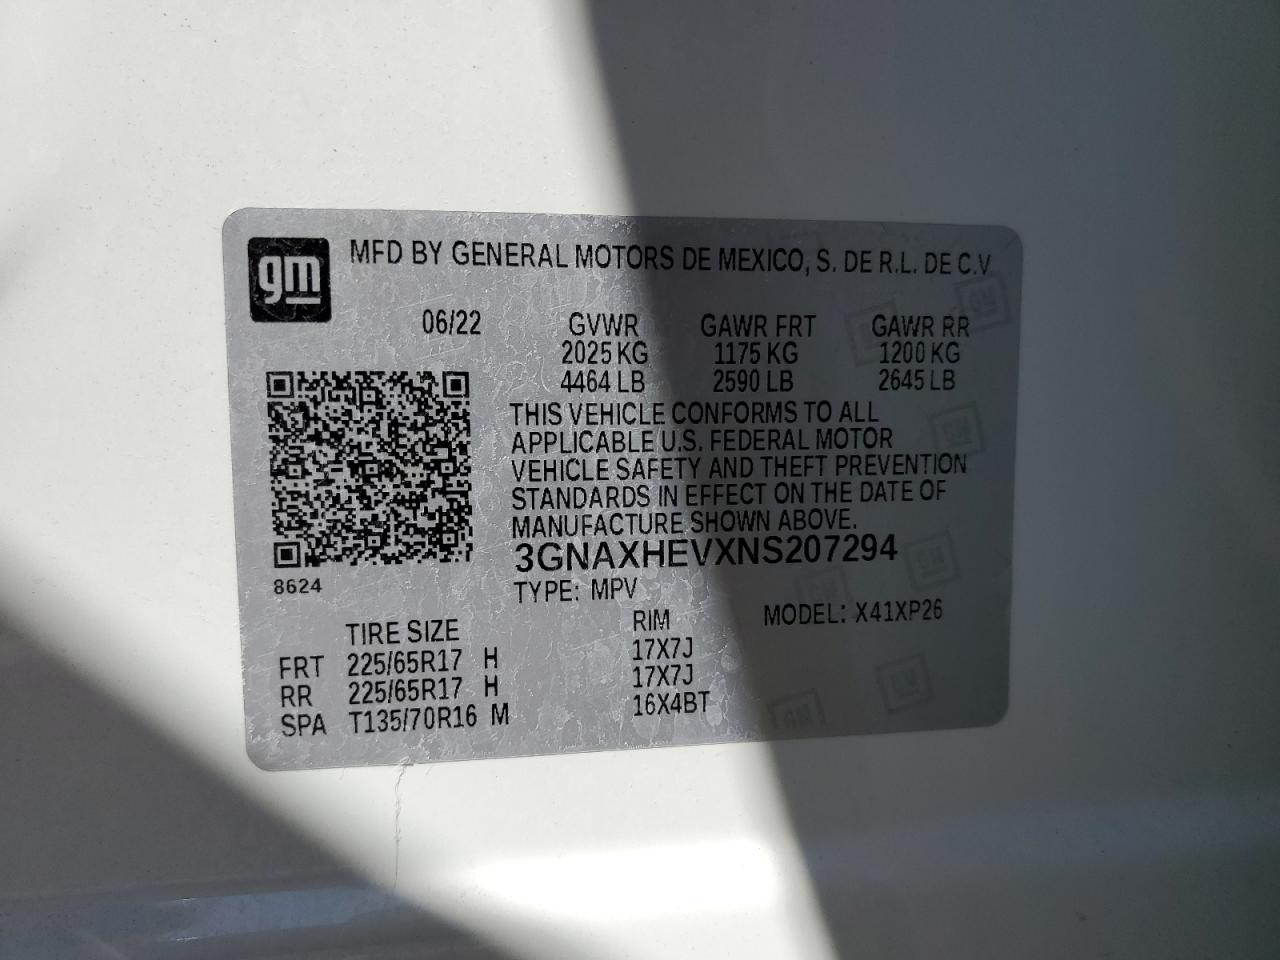 gm
MFD BY GENERAL MOTORS DE MEXICO, S. DE R.L. DE C.V
06/22 GVWR GAWR FRT GAWR RR
2025 KG 1175 KG 1200 KG
4464 LB 2590 LB 2645 LB
THIS VEHICLE CONFORMS TO ALL
APPLICABLE U.S. FEDERAL MOTOR
VEHICLE SAFETY AND THEFT PREVENTION
STANDARDS IN EFFECT ON THE DATE OF
MANUFACTURE SHOWN ABOVE.
3GNAXHEVXNS207294
8624
TYPE: MPV MODEL: X41XP26
TIRE SIZE RIM
FRT 225/65R17 H 17X7J
RR 225/65R17 H 17X7J
SPA T135/70R16 M 16X4BT